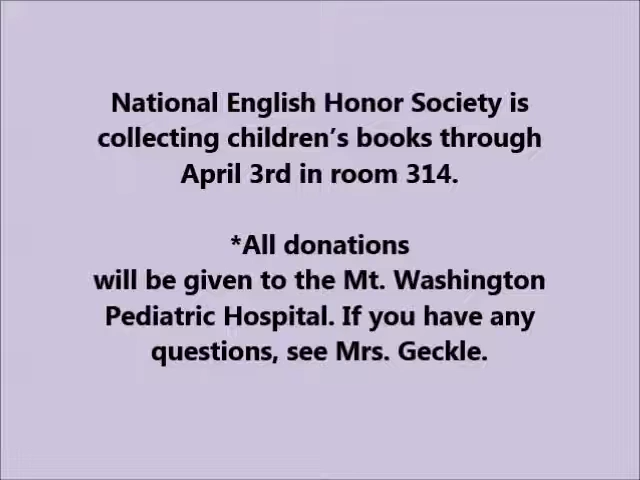 National English Honor Society is
collecting children’s books through
April 3rd in room 314.
*All donations
will be given to the Mt. Washington
Pediatric Hospital. If you have any
questions, see Mrs. Geckle.